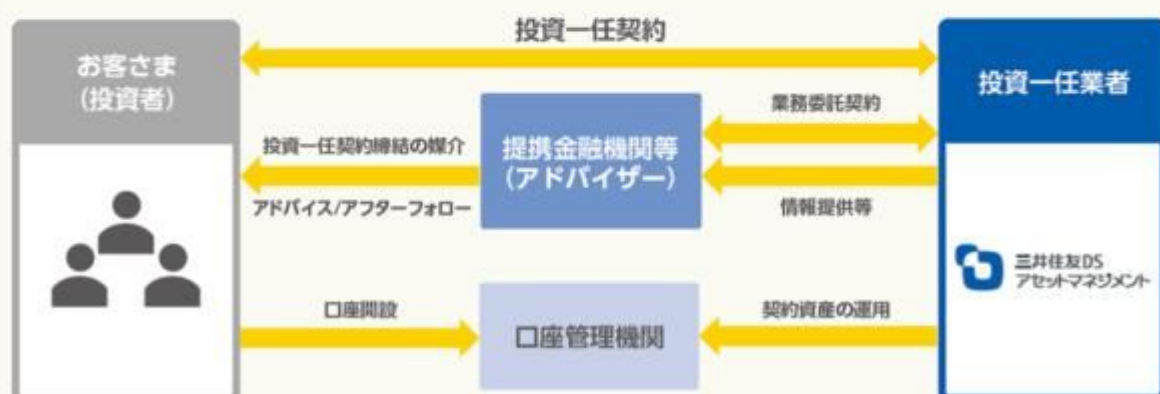 投資一任契約
お客さま
(投資者)
投資一任業者
業務委託契約
投資一任契約締結の媒介
提携金融機関等
(アドバイザー)
アドバイス/アフターフォロー
情報提供等
三井住友DS
アセットマネジメント
口座開設
契約資産の運用
口座管理機関